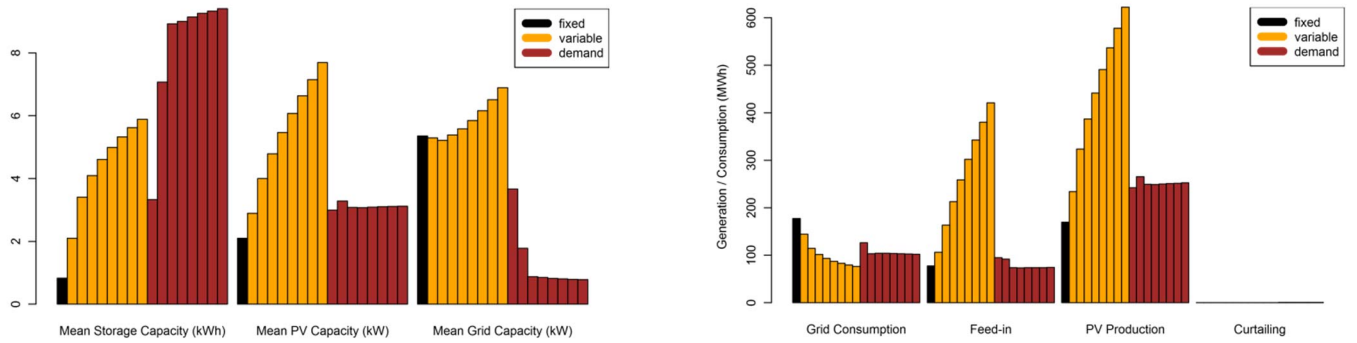 0
2
4
6
8
fixed
variable
demand
Mean Storage Capacity (kWh)
Mean PV Capacity (kW)
Mean Grid Capacity (kW)
Generation / Consumption (MWh)
0
100
200
300
400
500
600
fixed
variable
demand
Grid Consumption
Feed-in
PV Production
Curtailing